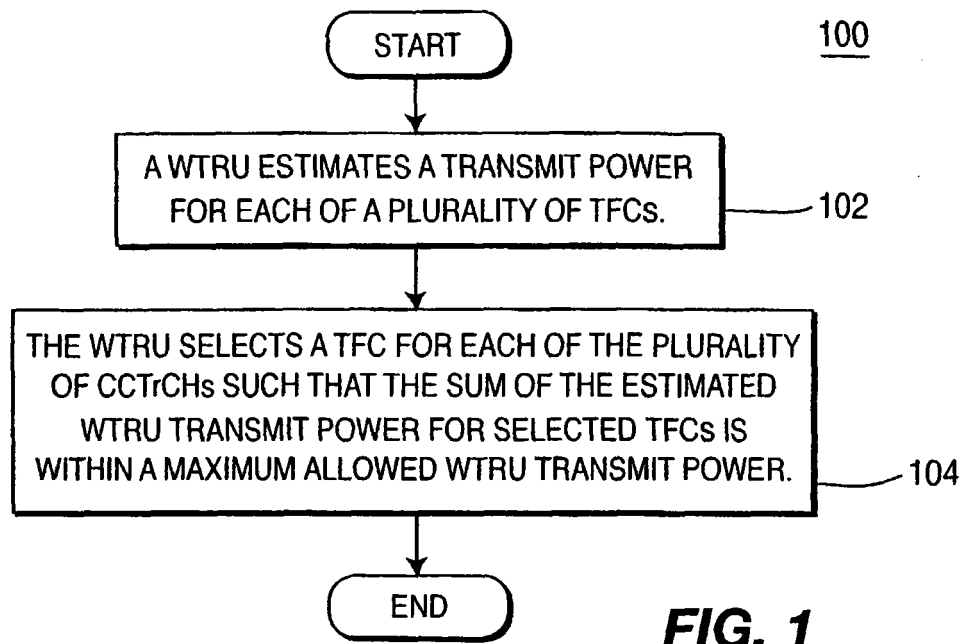 START
100
A WTRU ESTIMATES A TRANSMIT POWER
FOR EACH OF A PLURALITY OF TFCs.
102
THE WTRU SELECTS A TFC FOR EACH OF THE PLURALITY
OF CCTrCHs SUCH THAT THE SUM OF THE ESTIMATED
WTRU TRANSMIT POWER FOR SELECTED TFCs IS
WITHIN A MAXIMUM ALLOWED WTRU TRANSMIT POWER.
104
END
FIG. 1